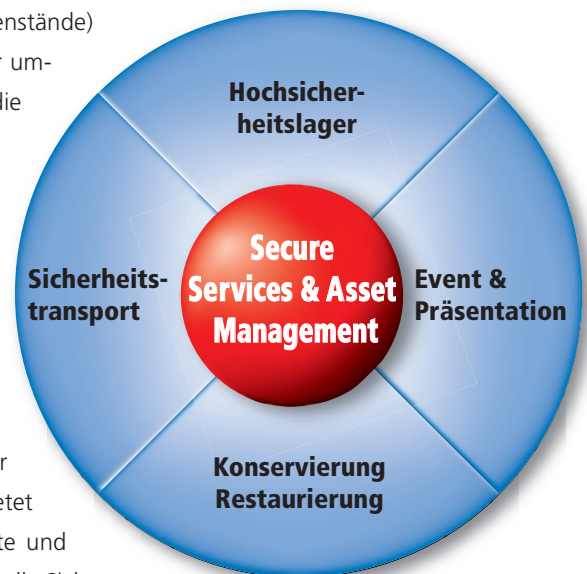 enstände)
um-
die
Hochsicher-
heitslager
Secure
Services & Asset
Management
Sicherheits-
transport
Event &
Präsentation
Konservierung
Restaurierung
etet
te und